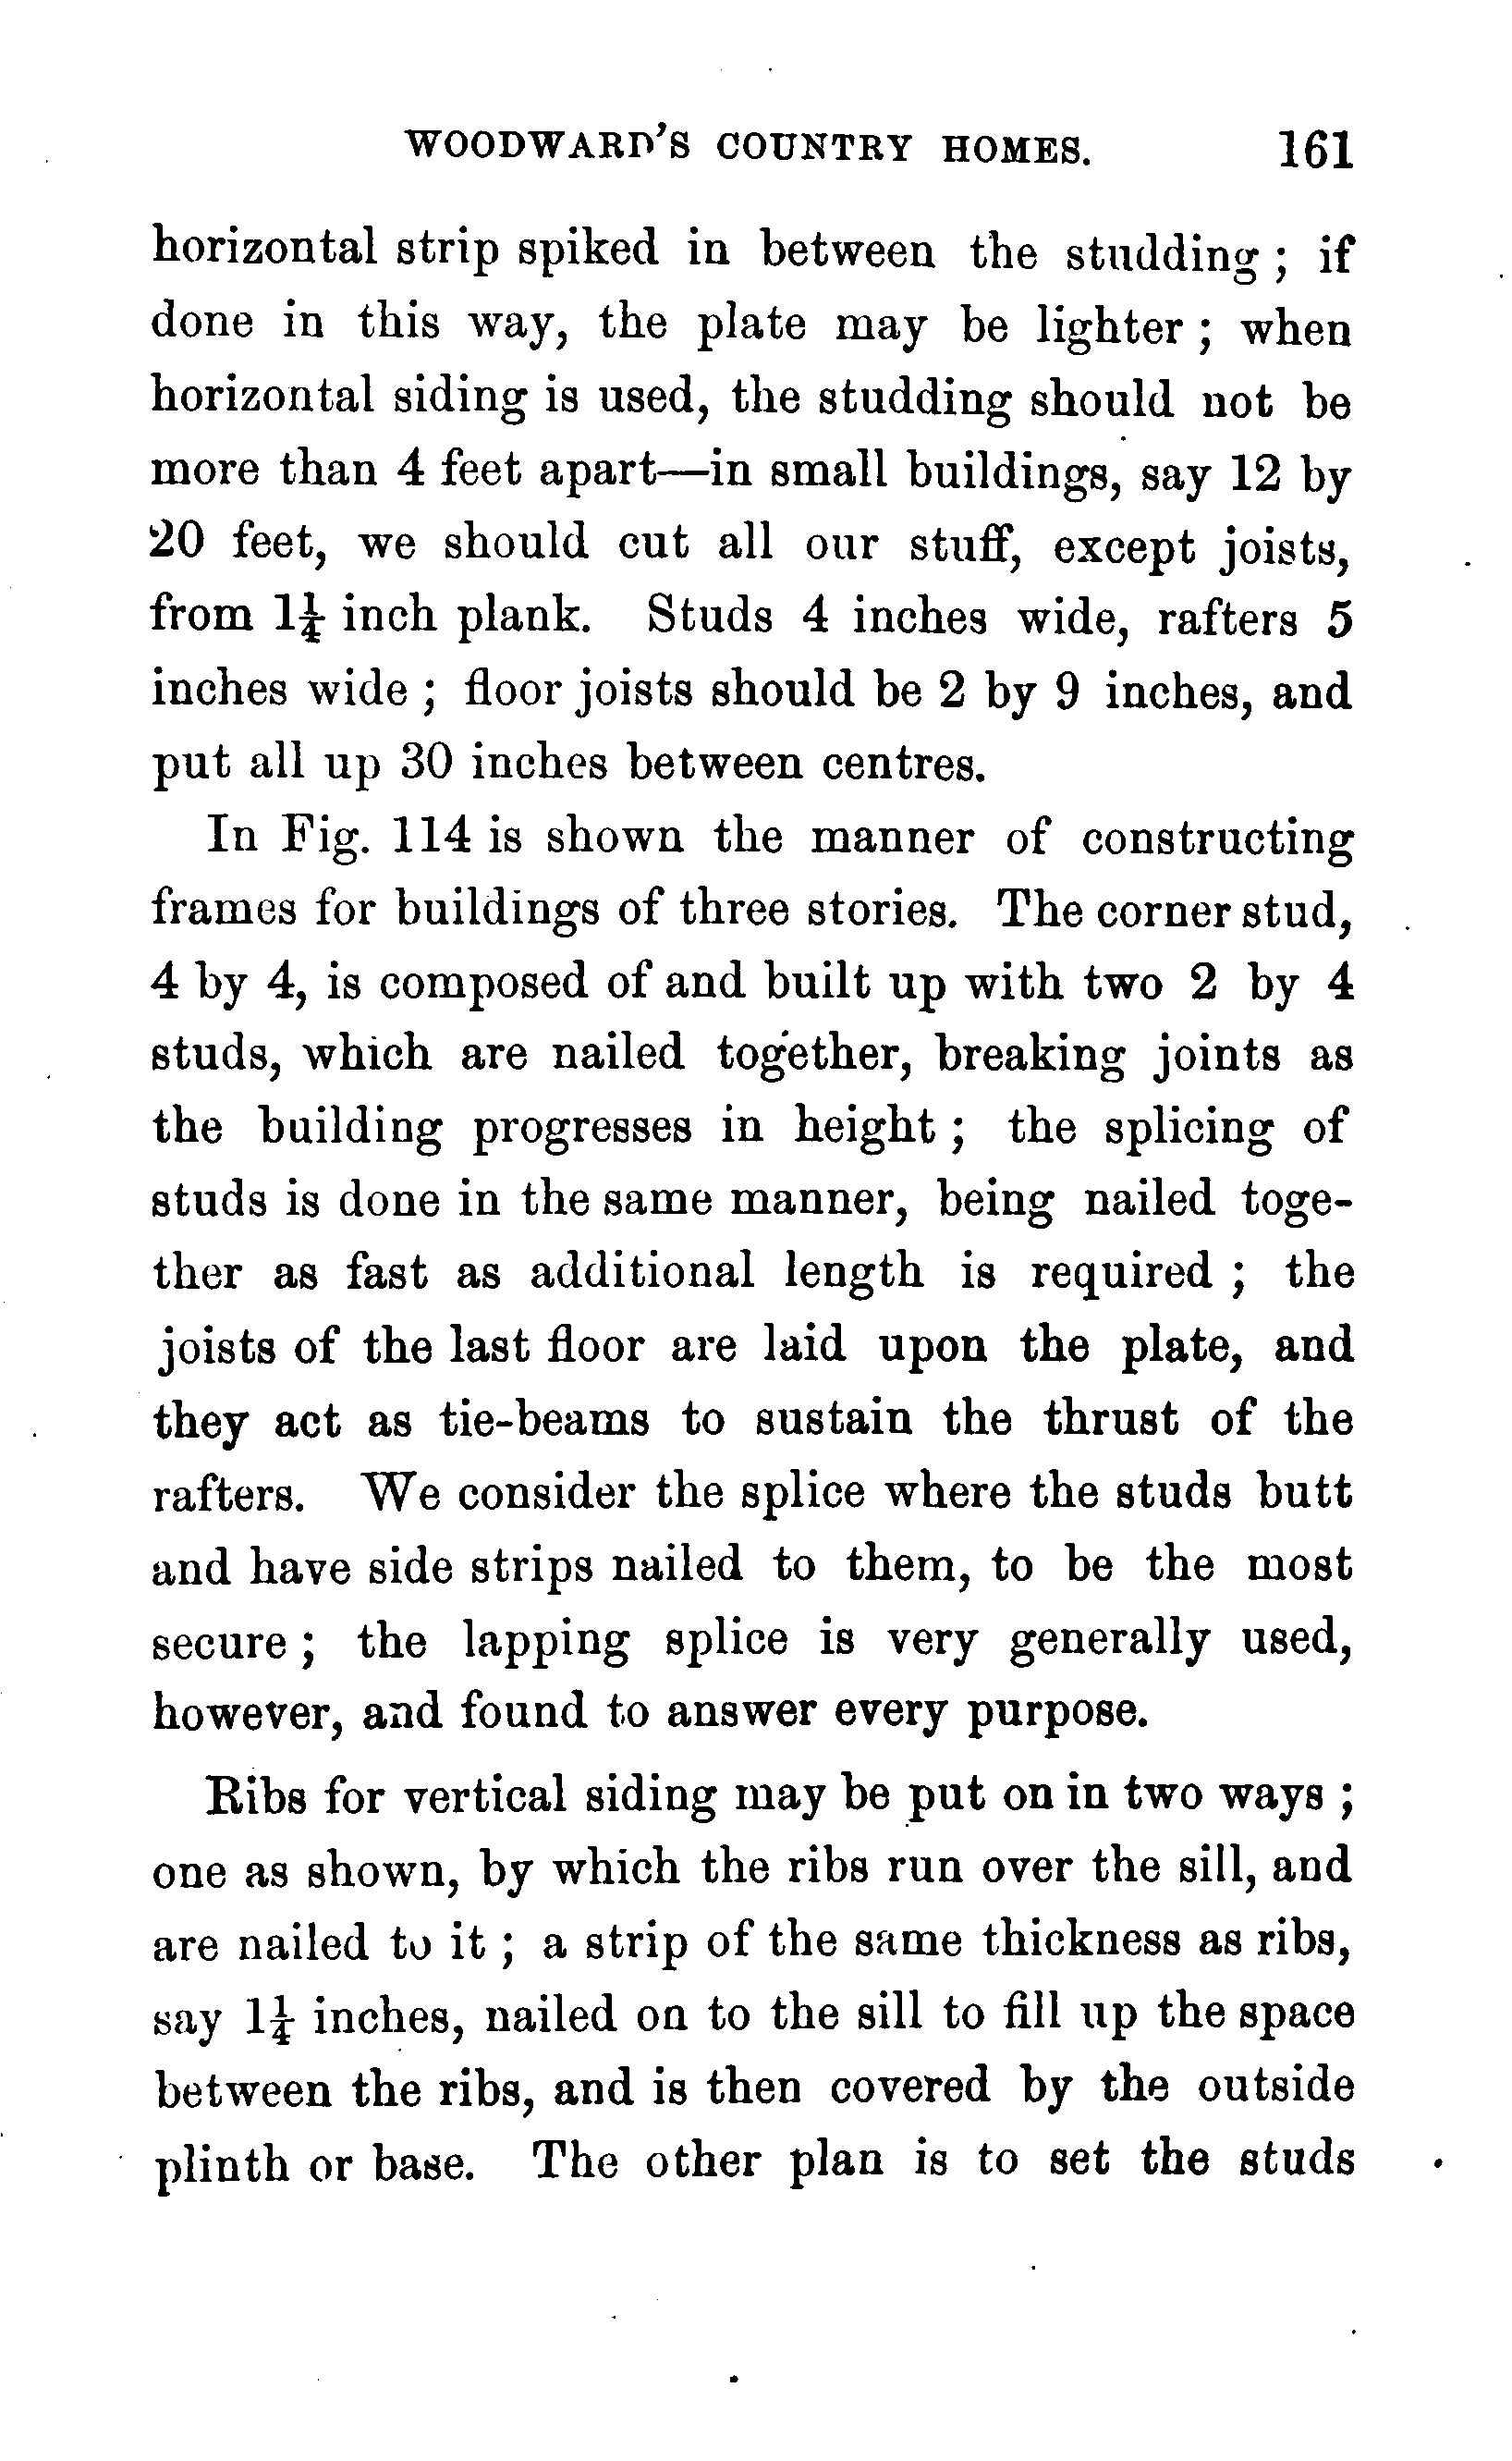 WOODWARD'S COUNTRY HOMES. 161
horizontal strip spiked in between the studding ; if
done in this way, the plate may be lighter ; when
horizontal siding is used, the studding should not be
more than 4 feet apart—in small buildings, say 12 by
20 feet, we should cut all our stuff, except joists,
from 1¼ inch plank. Studs 4 inches wide, rafters 5
inches wide ; floor joists should be 2 by 9 inches, and
put all up 30 inches between centres.
In Fig. 114 is shown the manner of constructing
frames for buildings of three stories. The corner stud,
4 by 4, is composed of and built up with two 2 by 4
studs, which are nailed together, breaking joints as
the building progresses in height ; the splicing of
studs is done in the same manner, being nailed toge-
ther as fast as additional length is required ; the
joists of the last floor are laid upon the plate, and
they act as tie-beams to sustain the thrust of the
rafters. We consider the splice where the studs butt
and have side strips nailed to them, to be the most
secure ; the lapping splice is very generally used,
however, and found to answer every purpose.
Ribs for vertical siding may be put on in two ways ;
one as shown, by which the ribs run over the sill, and
are nailed to it ; a strip of the same thickness as ribs,
say 1¼ inches, nailed on to the sill to fill up the space
between the ribs, and is then covered by the outside
plinth or base. The other plan is to set the studs